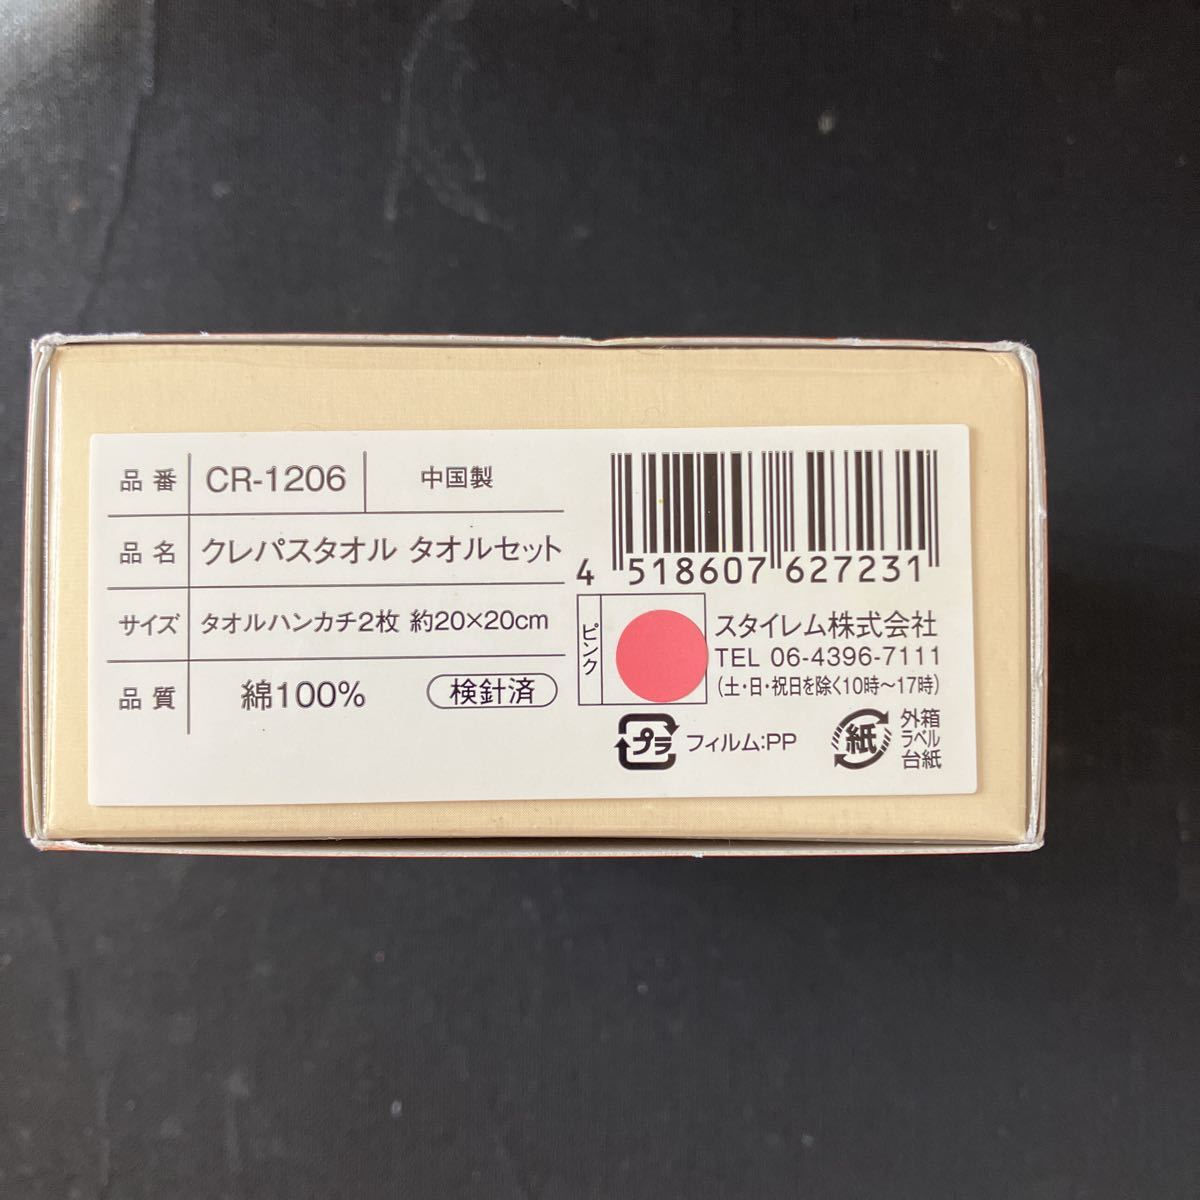 品番 CR-1206 中国製
品名 クレパスタオル タオルセット
サイズ タオルハンカチ2枚 約20×20cm
品質 綿100% 検針済
4 518607 627231
ピンク
スタイレム株式会社
TEL 06-4396-7111
(土・日・祝日を除く10時〜17時)
プラ フィルム:PP
紙 外箱
ラベル
台紙